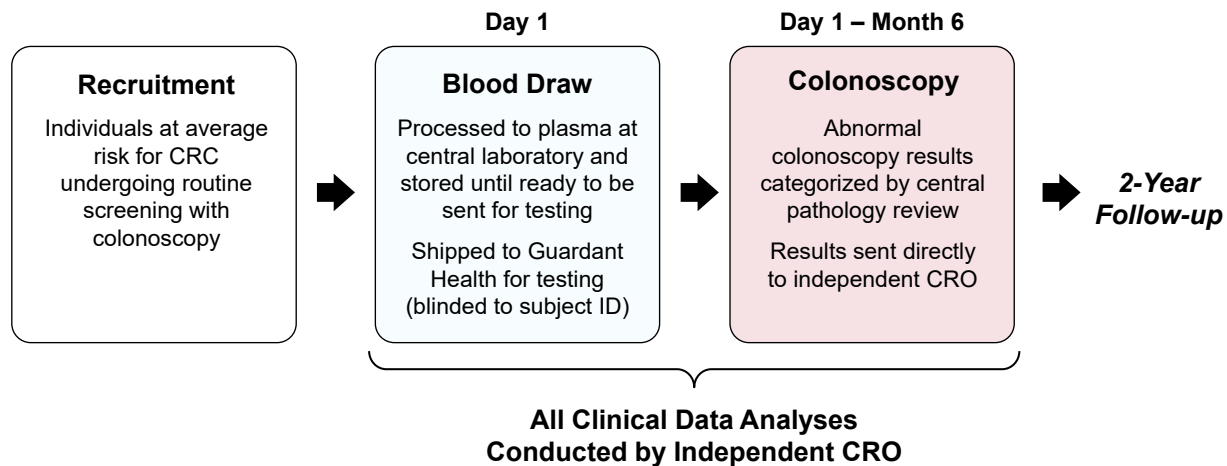 Recruitment
Individuals at average
risk for CRC
undergoing routine
screening with
colonoscopy
Day 1
Blood Draw
Processed to plasma at
central laboratory and
stored until ready to be
sent for testing
Shipped to Guardant
Health for testing
(blinded to subject ID)
Day 1 – Month 6
Colonoscopy
Abnormal
colonoscopy results
categorized by central
pathology review
Results sent directly
to independent CRO
2-Year
Follow-up
All Clinical Data Analyses
Conducted by Independent CRO